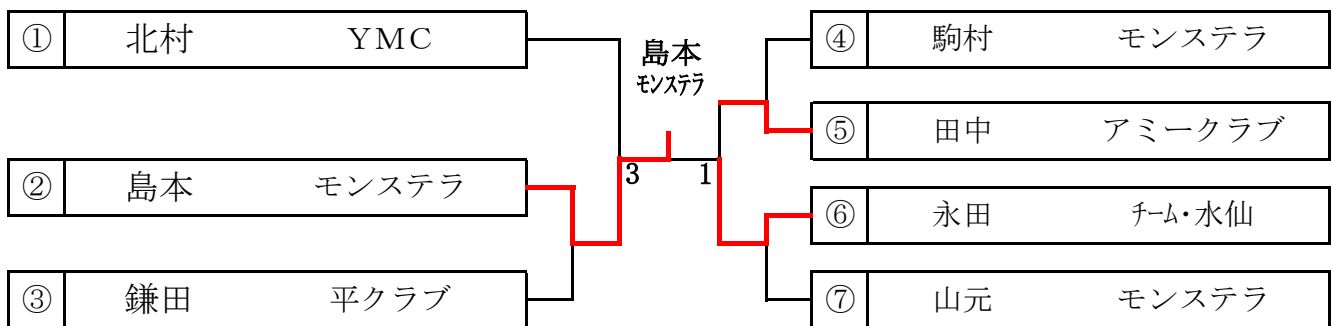 ① 北村 YMC
② 島本 モンステラ
③ 鎌田 平クラブ
島本
モンステラ
3 1
④ 駒村 モンステラ
⑤ 田中 アミークラブ
⑥ 永田 チーム・水仙
⑦ 山元 モンステラ